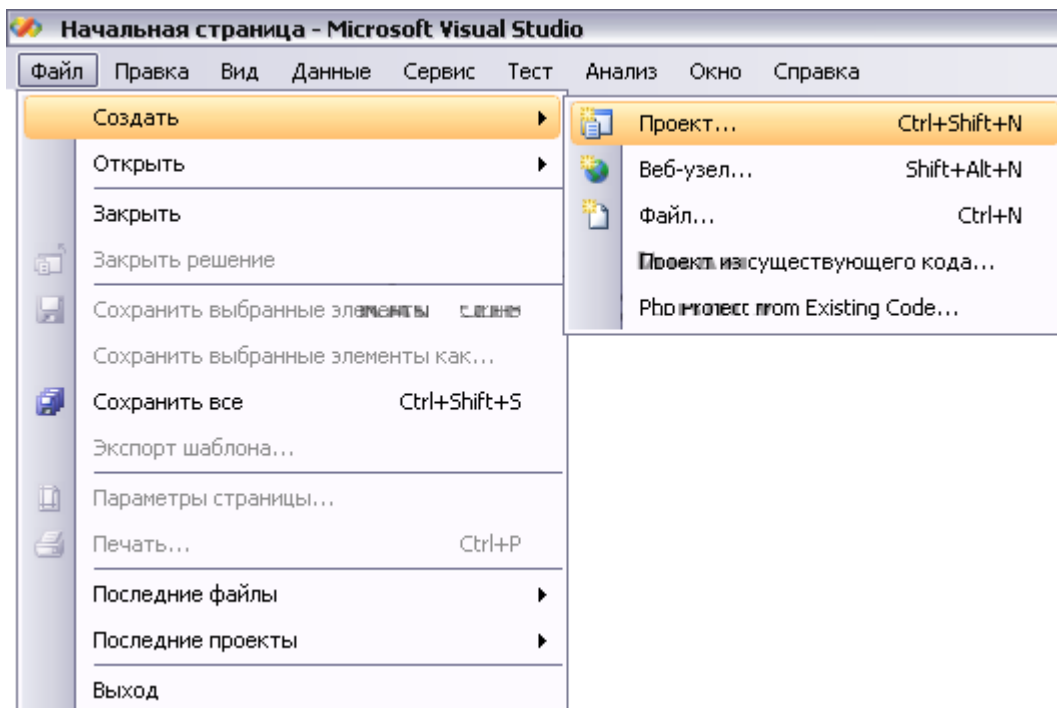 Начальная страница - Microsoft Visual Studio
Файл Правка Вид Данные Сервис Тест Анализ Окно Справка
Создать
Открыть
Закрыть
Закрыть решение
Сохранить выбранные
Сохранить выбранные элементы как...
Сохранить все Ctrl+Shift+S
Экспорт шаблона...
Параметры страницы...
Печать... Ctrl+P
Последние файлы
Последние проекты
Выход
Проект... Ctrl+Shift+N
Веб-узел... Shift+Alt+N
Файл... Ctrl+N
существующего кода...
Existing Code...